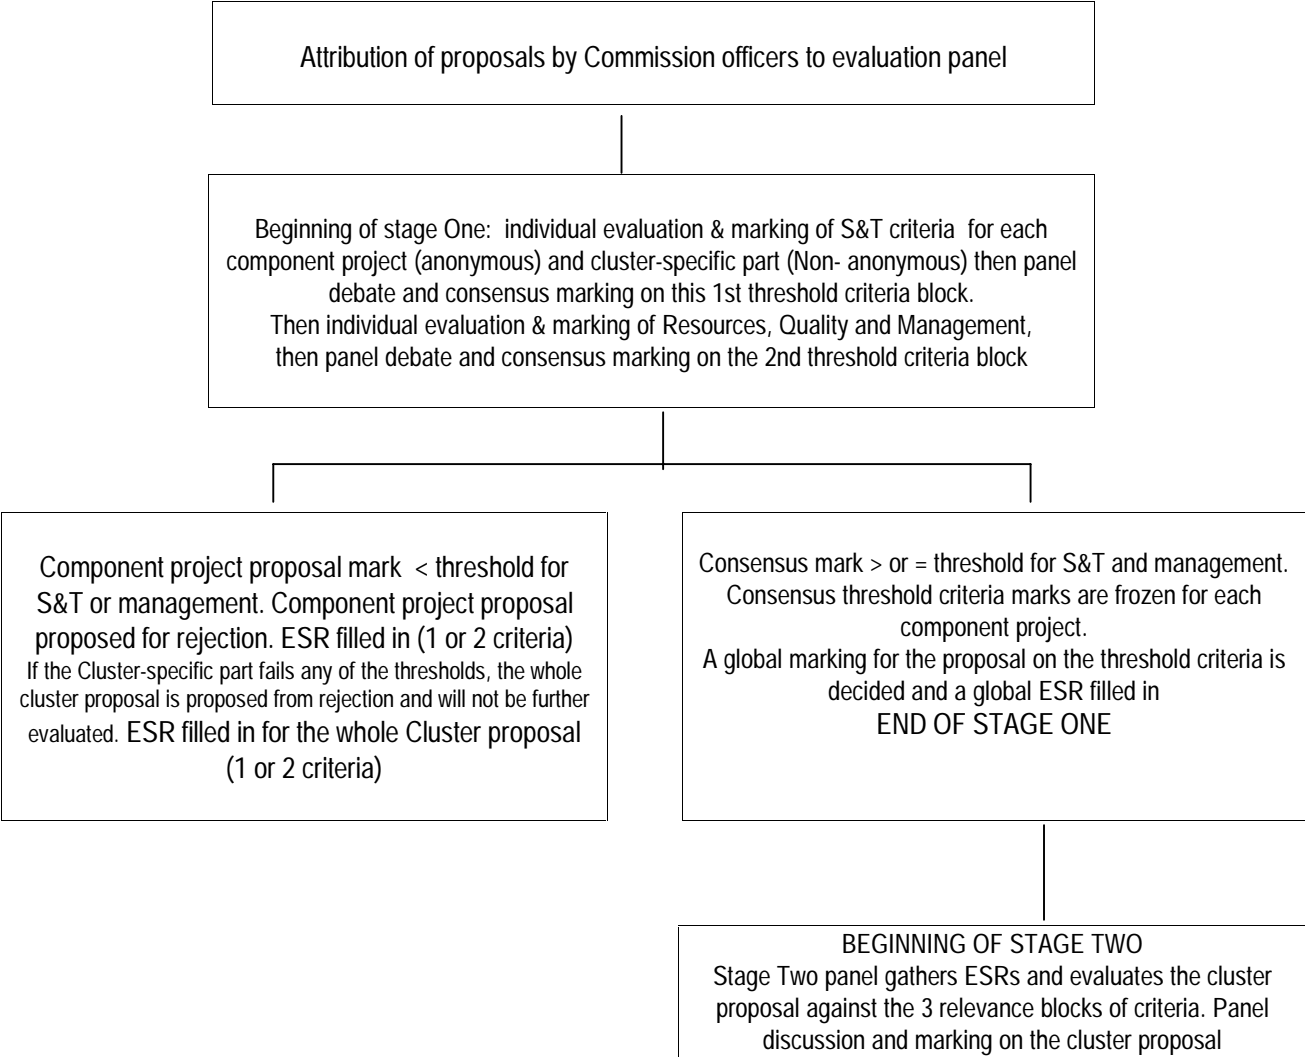 Attribution of proposals by Commission officers to evaluation panel
Beginning of stage One: individual evaluation & marking of S&T criteria for each
component project (anonymous) and cluster-specific part (Non- anonymous) then panel
debate and consensus marking on this 1st threshold criteria block.
Then individual evaluation & marking of Resources, Quality and Management,
then panel debate and consensus marking on the 2nd threshold criteria block
Component project proposal mark < threshold for
S&T or management. Component project proposal
proposed for rejection. ESR filled in (1 or 2 criteria)
If the Cluster-specific part fails any of the thresholds, the whole
cluster proposal is proposed from rejection and will not be further
evaluated. ESR filled in for the whole Cluster proposal
(1 or 2 criteria)
Consensus mark > or = threshold for S&T and management.
Consensus threshold criteria marks are frozen for each
component project.
A global marking for the proposal on the threshold criteria is
decided and a global ESR filled in
END OF STAGE ONE
BEGINNING OF STAGE TWO
Stage Two panel gathers ESRs and evaluates the cluster
proposal against the 3 relevance blocks of criteria. Panel
discussion and marking on the cluster proposal